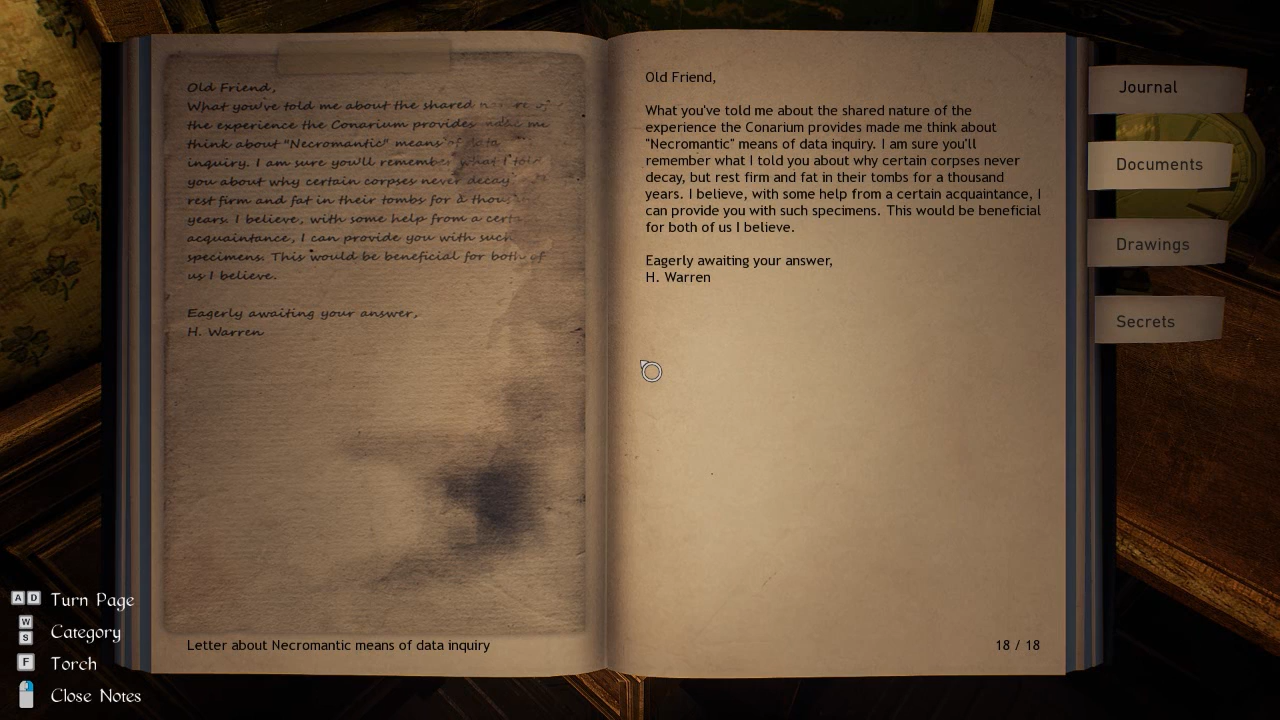 Old Friend,
What you've told me about the shared
the experience the Conarium provides made me
think about "Necromantic" means of data
inquiry. I am sure you'll remember what I told
you about why certain corpses never decay
rest firm and fat in their tombs for a
years. I believe, with some help from a
acquaintance, I can provide you with such
specimens. This would be beneficial for both of
us I believe.
Eagerly awaiting your answer,
H. Warren
Letter about Necromantic means of data inquiry
Old Friend,
What you've told me about the shared nature of the
experience the Conarium provides made me think about
"Necromantic" means of data inquiry. I am sure you'll
remember what I told you about why certain corpses never
decay, but rest firm and fat in their tombs for a thousand
years. I believe, with some help from a certain acquaintance, I
can provide you with such specimens. This would be beneficial
for both of us I believe.
Eagerly awaiting your answer,
H. Warren
18 / 18
Journal
Documents
Drawings
Secrets
A D Turn Page
W S Category
F Torch
Close Notes